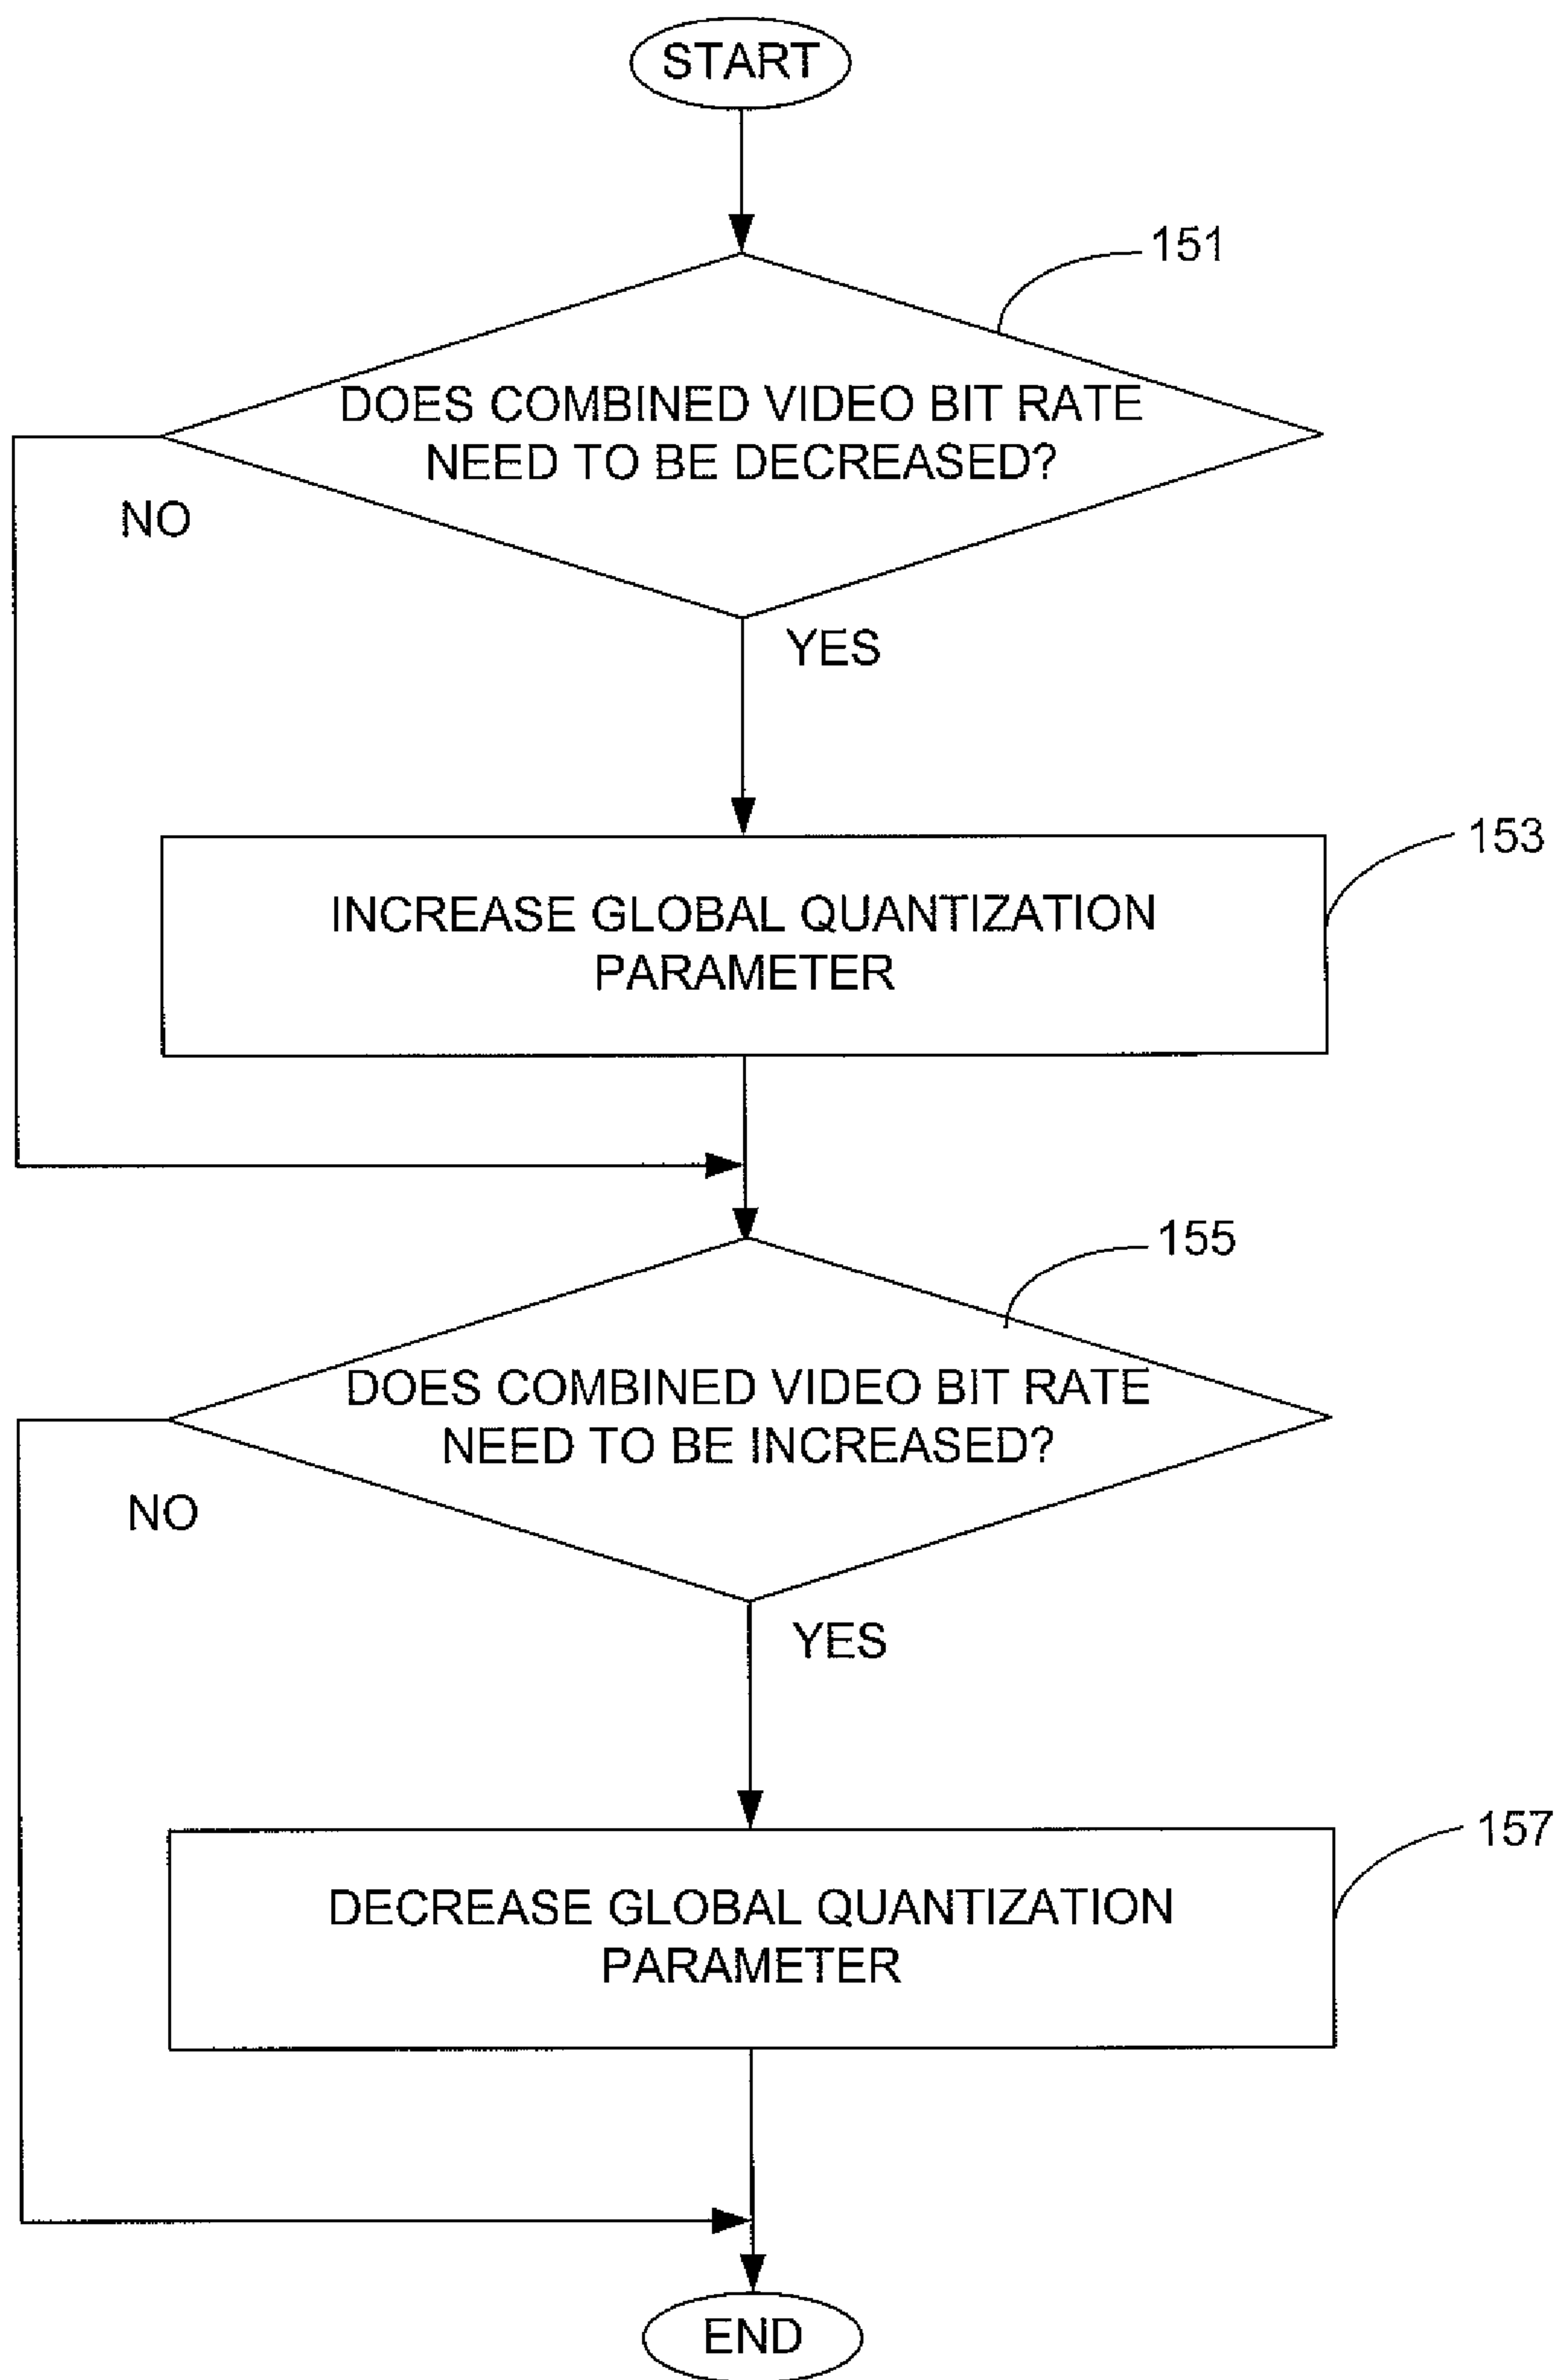 START
151
DOES COMBINED VIDEO BIT RATE
NEED TO BE DECREASED?
NO
YES
153
INCREASE GLOBAL QUANTIZATION
PARAMETER
155
DOES COMBINED VIDEO BIT RATE
NEED TO BE INCREASED?
NO
YES
157
DECREASE GLOBAL QUANTIZATION
PARAMETER
END